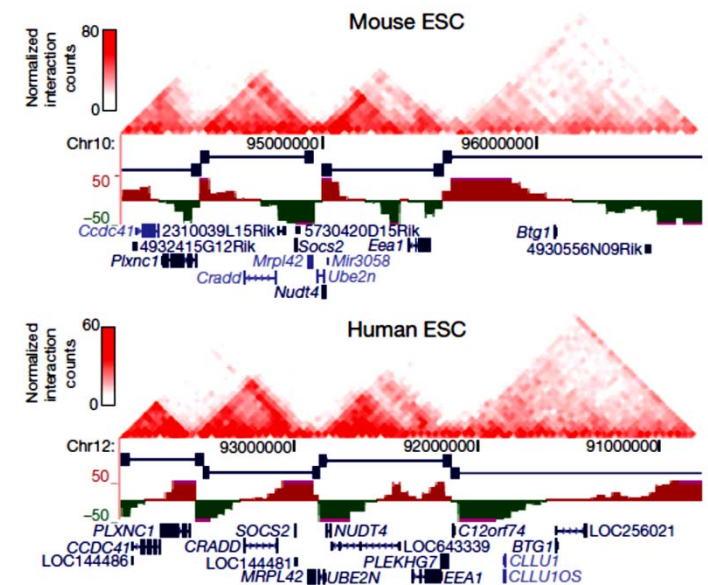 Mouse ESC
Normalized
interaction
counts
80
0
Chr10: 95000000 96000000
50
−50
Ccdc41 2310039L15Rik 5730420D15Rik Btg1
4932415G12Rik Socs2 Eea1 4930556N09Rik
Plxnc1 Mrpl42 Mir3058
Cradd Ube2n
Nudt4
Human ESC
Normalized
interaction
counts
60
0
Chr12: 93000000 92000000 91000000
50
−50
PLXNC1 SOCS2 NUDT4 C12orf74 LOC256021
CCDC41 CRADD LOC643339 BTG1
LOC144486 LOC144481 PLEKHG7 CLLU1
MRPL42 UBE2N EEA1 CLLU1OS